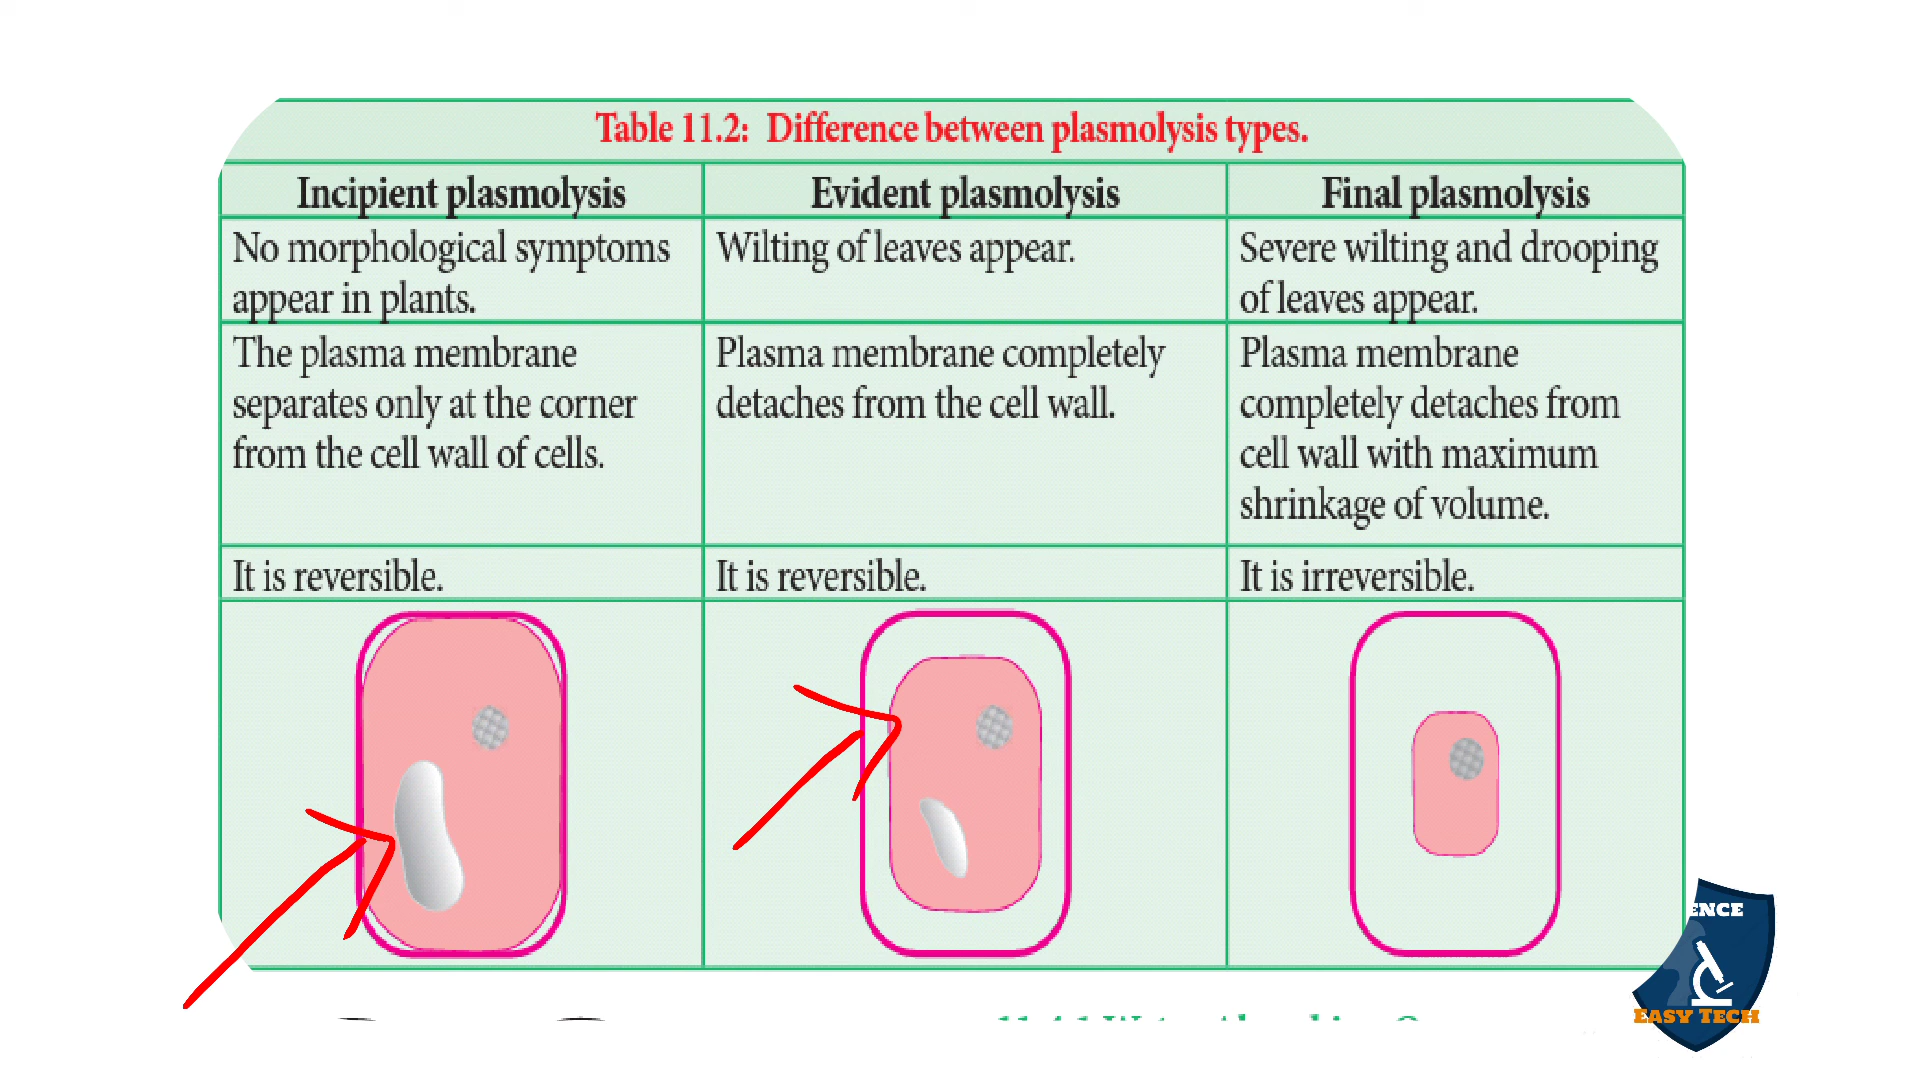 Table 11.2: Difference between plasmolysis types.
Incipient plasmolysis
Evident plasmolysis
Final plasmolysis
No morphological symptoms
appear in plants.
Wilting of leaves appear.
Severe wilting and drooping
of leaves appear.
The plasma membrane
separates only at the corner
from the cell wall of cells.
Plasma membrane completely
detaches from the cell wall.
Plasma membrane
completely detaches from
cell wall with maximum
shrinkage of volume.
It is reversible.
It is reversible.
It is irreversible.
ENCE
EASY TECH